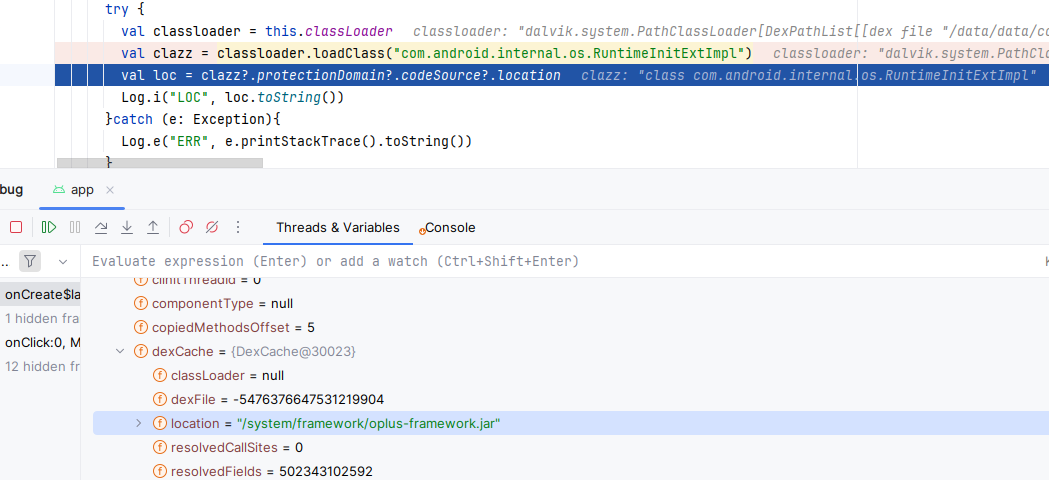 try {
val classloader = this.classLoader   classloader: "dalvik.system.PathClassLoader[DexPathList[[dex file "/data/data/co
val clazz = classloader.loadClass("com.android.internal.os.RuntimeInitExtImpl")   classloader: "dalvik.system.PathCla
val loc = clazz?.protectionDomain?.codeSource?.location   clazz: "class com.android.internal.os.RuntimeInitExtImpl"
Log.i("LOC", loc.toString())
}catch (e: Exception){
Log.e("ERR", e.printStackTrace().toString())
}
bug
app
Threads & Variables
Console
..
Evaluate expression (Enter) or add a watch (Ctrl+Shift+Enter)
onCreate$la
1 hidden fra
onClick:0, M
12 hidden fr
clinitThreadId = 0
componentType = null
copiedMethodsOffset = 5
dexCache = {DexCache@30023}
classLoader = null
dexFile = -5476376647531219904
location = "/system/framework/oplus-framework.jar"
resolvedCallSites = 0
resolvedFields = 502343102592